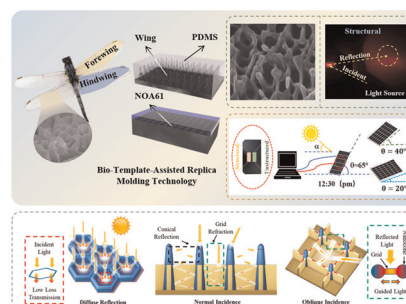 Forewing
Hindwing
Wing
PDMS
NOA61
Bio-Template-Assisted Replica
Molding Technology
Structural
Reflection
Incident
Light Source
Structured
α
θ=65°
12:30 (pm)
θ = 40°
θ = 20°
Incident
Light
Low Loss
Transmission
Diffuse Reflection
Conical
Reflection
Grid
Refraction
Normal Incidence
Oblique Incidence
Reflected
Light
Grid
Guided Light